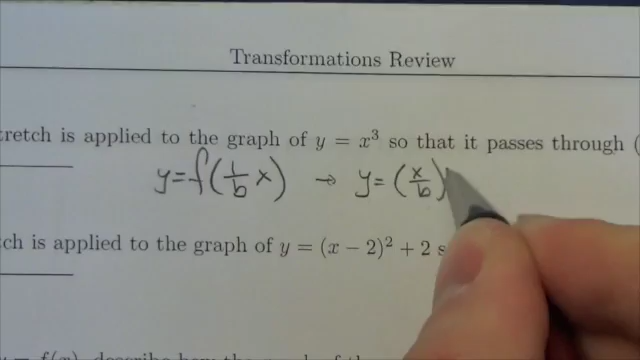 Transformations Review
tretch is applied to the graph of y = x³ so that it passes through (
y = f(1/b x) → y = (x/b)
ch is applied to the graph of y = (x − 2)² + 2 s